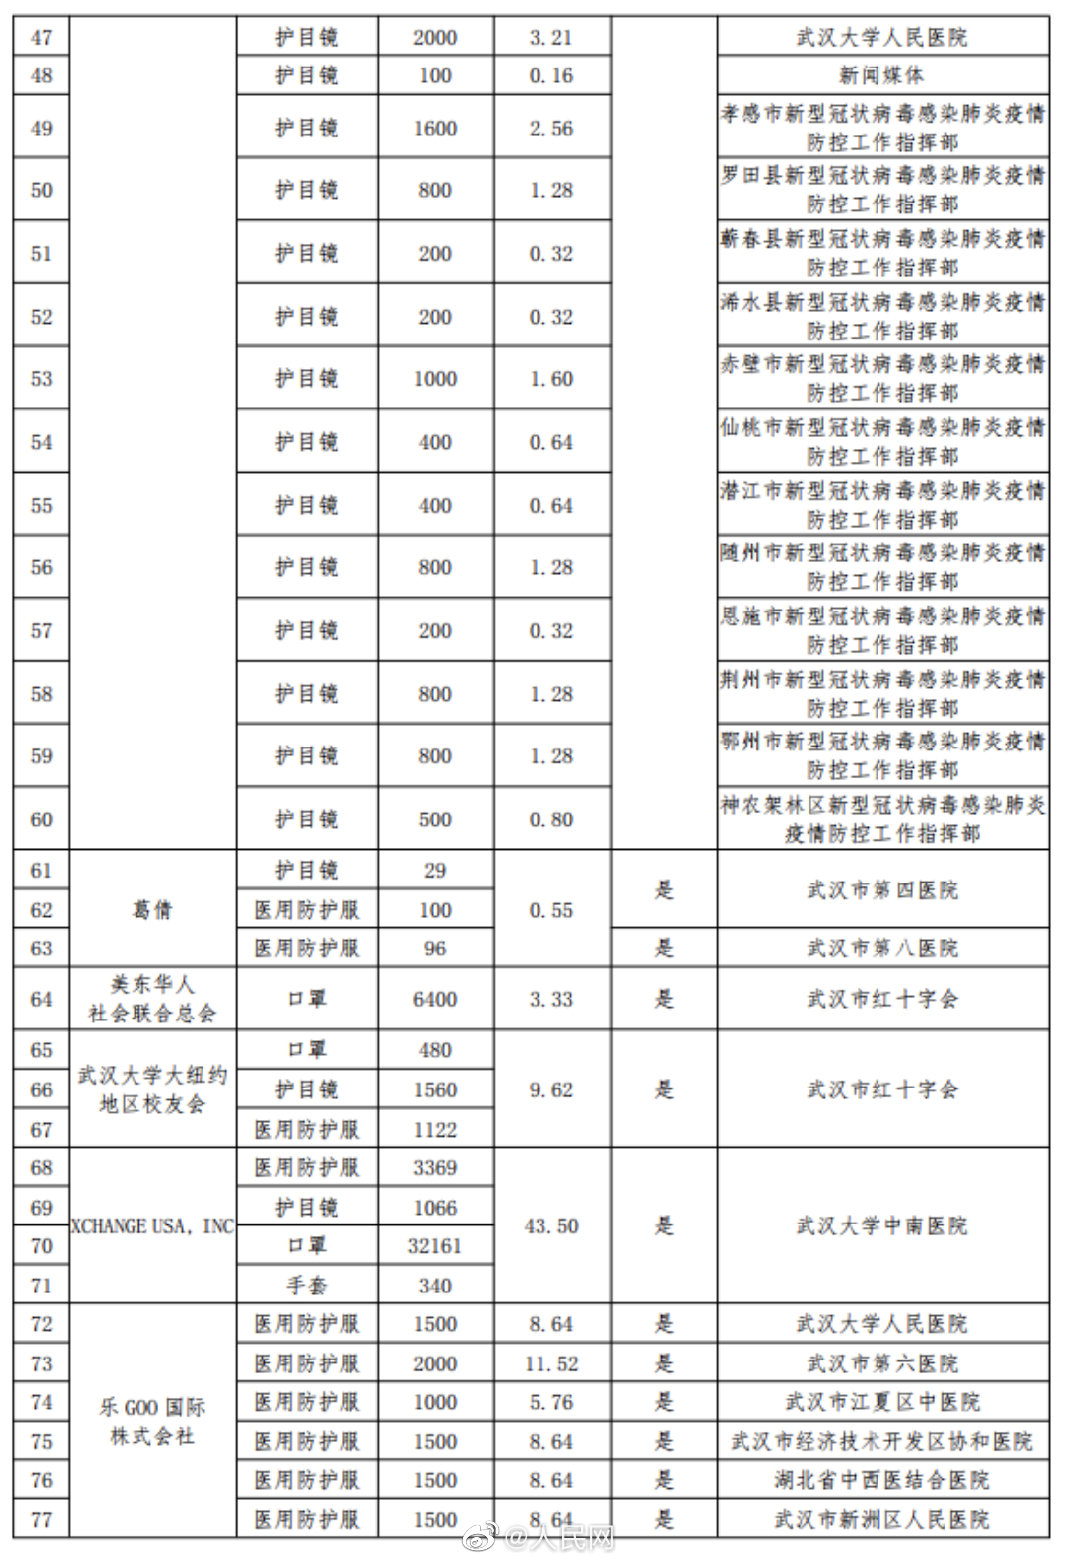 47 护目镜 2000 3.21 武汉大学人民医院
48 护目镜 100 0.16 新闻媒体
49 护目镜 1600 2.56 孝感市新型冠状病毒感染肺炎疫情
防控工作指挥部
50 护目镜 800 1.28 罗田县新型冠状病毒感染肺炎疫情
防控工作指挥部
51 护目镜 200 0.32 蕲春县新型冠状病毒感染肺炎疫情
防控工作指挥部
52 护目镜 200 0.32 浠水县新型冠状病毒感染肺炎疫情
防控工作指挥部
53 护目镜 1000 1.60 赤壁市新型冠状病毒感染肺炎疫情
防控工作指挥部
54 护目镜 400 0.64 仙桃市新型冠状病毒感染肺炎疫情
防控工作指挥部
55 护目镜 400 0.64 潜江市新型冠状病毒感染肺炎疫情
防控工作指挥部
56 护目镜 800 1.28 随州市新型冠状病毒感染肺炎疫情
防控工作指挥部
57 护目镜 200 0.32 恩施市新型冠状病毒感染肺炎疫情
防控工作指挥部
58 护目镜 800 1.28 荆州市新型冠状病毒感染肺炎疫情
防控工作指挥部
59 护目镜 800 1.28 鄂州市新型冠状病毒感染肺炎疫情
防控工作指挥部
60 护目镜 500 0.80 神农架林区新型冠状病毒感染肺炎
疫情防控工作指挥部
61 护目镜 29 是 武汉市第四医院
62 葛倩 医用防护服 100 0.55
63 医用防护服 96 是 武汉市第八医院
64 美东华人
社会联合总会 口罩 6400 3.33 是 武汉市红十字会
65 口罩 480
66 武汉大学大纽约
地区校友会 护目镜 1560 9.62 是 武汉市红十字会
67 医用防护服 1122
68 医用防护服 3369
69 XCHANGE USA, INC 护目镜 1066 43.50 是 武汉大学中南医院
70 口罩 32161
71 手套 340
72 医用防护服 1500 8.64 是 武汉大学人民医院
73 医用防护服 2000 11.52 是 武汉市第六医院
74 乐GOO国际
株式会社 医用防护服 1000 5.76 是 武汉市江夏区中医院
75 医用防护服 1500 8.64 是 武汉市经济技术开发区协和医院
76 医用防护服 1500 8.64 是 湖北省中西医结合医院
77 医用防护服 1500 8.64 是 武汉市新洲区人民医院
@人民网